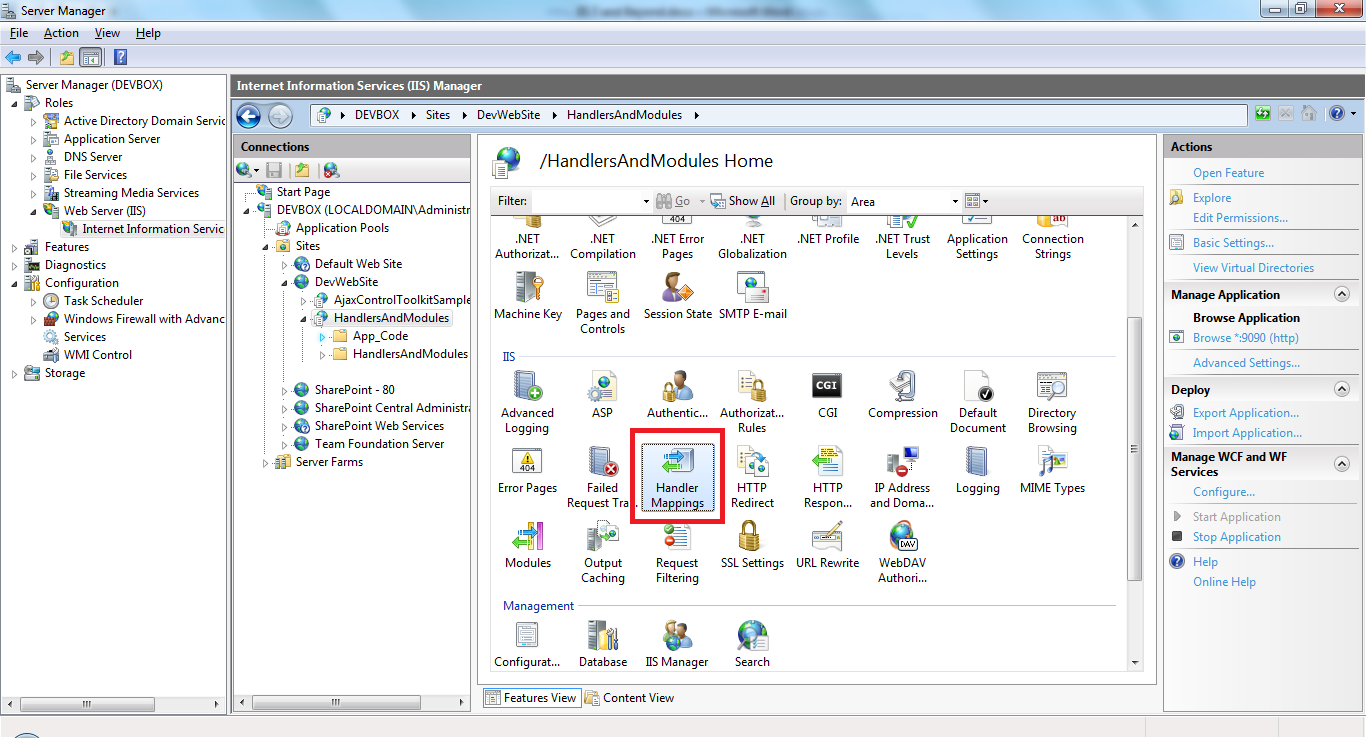 Server Manager
File Action View Help
Server Manager (DEVBOX)
Roles
Active Directory Domain Servic
Application Server
DNS Server
File Services
Streaming Media Services
Web Server (IIS)
Internet Information Servic
Features
Diagnostics
Configuration
Task Scheduler
Windows Firewall with Advanc
Services
WMI Control
Storage
Internet Information Services (IIS) Manager
DEVBOX Sites DevWebSite HandlersAndModules
Connections
Start Page
DEVBOX (LOCALDOMAIN\Administr
Application Pools
Sites
Default Web Site
DevWebSite
AjaxControlToolkitSample
HandlersAndModules
App_Code
HandlersAndModules
SharePoint - 80
SharePoint Central Administra
SharePoint Web Services
Team Foundation Server
Server Farms
/HandlersAndModules Home
Filter: Go Show All Group by: Area
404 ab
.NET .NET .NET Error .NET .NET Profile .NET Trust Application Connection
Authorizat... Compilation Pages Globalization Levels Settings Strings
Machine Key Pages and Session State SMTP E-mail
Controls
IIS
CGI
Advanced ASP Authentic... Authorizat... CGI Compression Default Directory
Logging Rules Document Browsing
404
Error Pages Failed Handler HTTP HTTP IP Address Logging MIME Types
Request Tra... Mappings Redirect Respon... and Doma...
DAV
Modules Output Request SSL Settings URL Rewrite WebDAV
Caching Filtering Authori...
Management
Configurat... Database IIS Manager Search
Features View Content View
Actions
Open Feature
Explore
Edit Permissions...
Basic Settings...
View Virtual Directories
Manage Application
Browse Application
Browse *:9090 (http)
Advanced Settings...
Deploy
Export Application...
Import Application...
Manage WCF and WF
Services
Configure...
Start Application
Stop Application
Help
Online Help